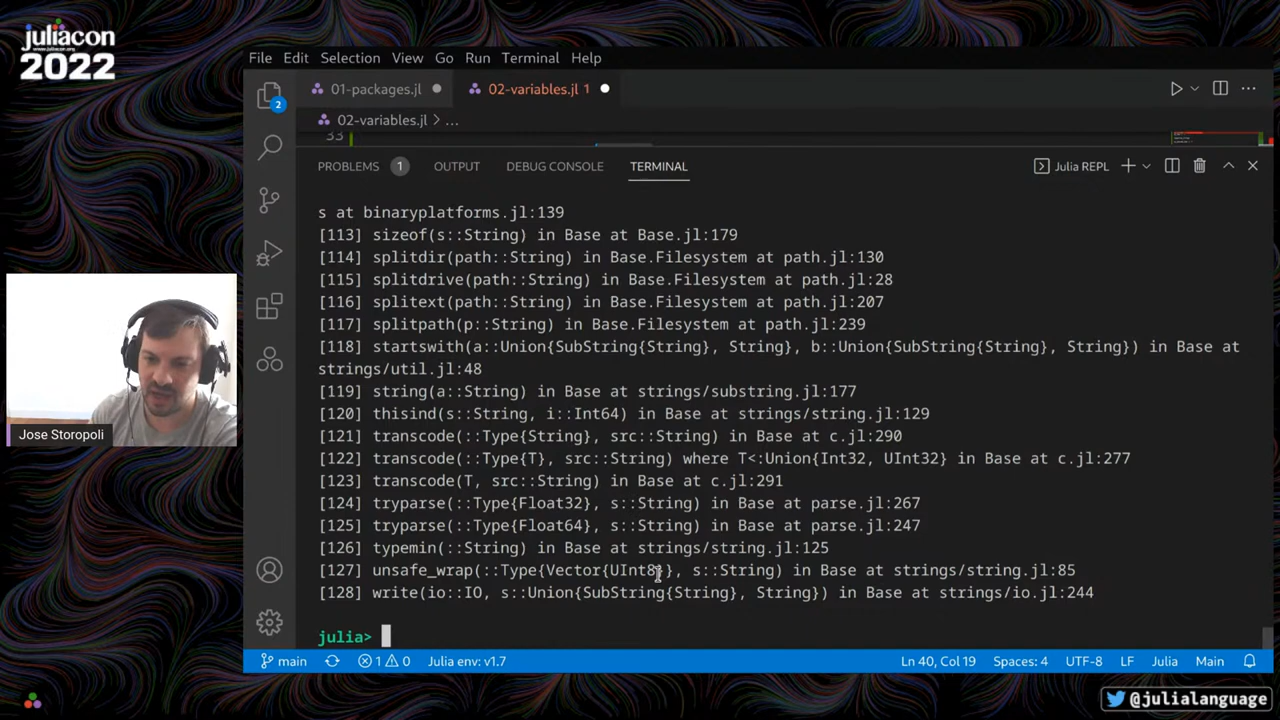 juliacon
www.juliacon.org
2022
File Edit Selection View Go Run Terminal Help
01-packages.jl
02-variables.jl 1
02-variables.jl > ...
33
PROBLEMS 1 OUTPUT DEBUG CONSOLE TERMINAL
Julia REPL
s at binaryplatforms.jl:139
[113] sizeof(s::String) in Base at Base.jl:179
[114] splitdir(path::String) in Base.Filesystem at path.jl:130
[115] splitdrive(path::String) in Base.Filesystem at path.jl:28
[116] splitext(path::String) in Base.Filesystem at path.jl:207
[117] splitpath(p::String) in Base.Filesystem at path.jl:239
[118] startswith(a::Union{SubString{String}, String}, b::Union{SubString{String}, String}) in Base at
strings/util.jl:48
[119] string(a::String) in Base at strings/substring.jl:177
[120] thisind(s::String, i::Int64) in Base at strings/string.jl:129
[121] transcode(::Type{String}, src::String) in Base at c.jl:290
[122] transcode(::Type{T}, src::String) where T<:Union{Int32, UInt32} in Base at c.jl:277
[123] transcode(T, src::String) in Base at c.jl:291
[124] tryparse(::Type{Float32}, s::String) in Base at parse.jl:267
[125] tryparse(::Type{Float64}, s::String) in Base at parse.jl:247
[126] typemin(::String) in Base at strings/string.jl:125
[127] unsafe_wrap(::Type{Vector{UInt8}}, s::String) in Base at strings/string.jl:85
[128] write(io::IO, s::Union{SubString{String}, String}) in Base at strings/io.jl:244
julia>
2
Jose Storopoli
main 1 0 Julia env: v1.7 Ln 40, Col 19 Spaces: 4 UTF-8 LF Julia Main
@julialanguage